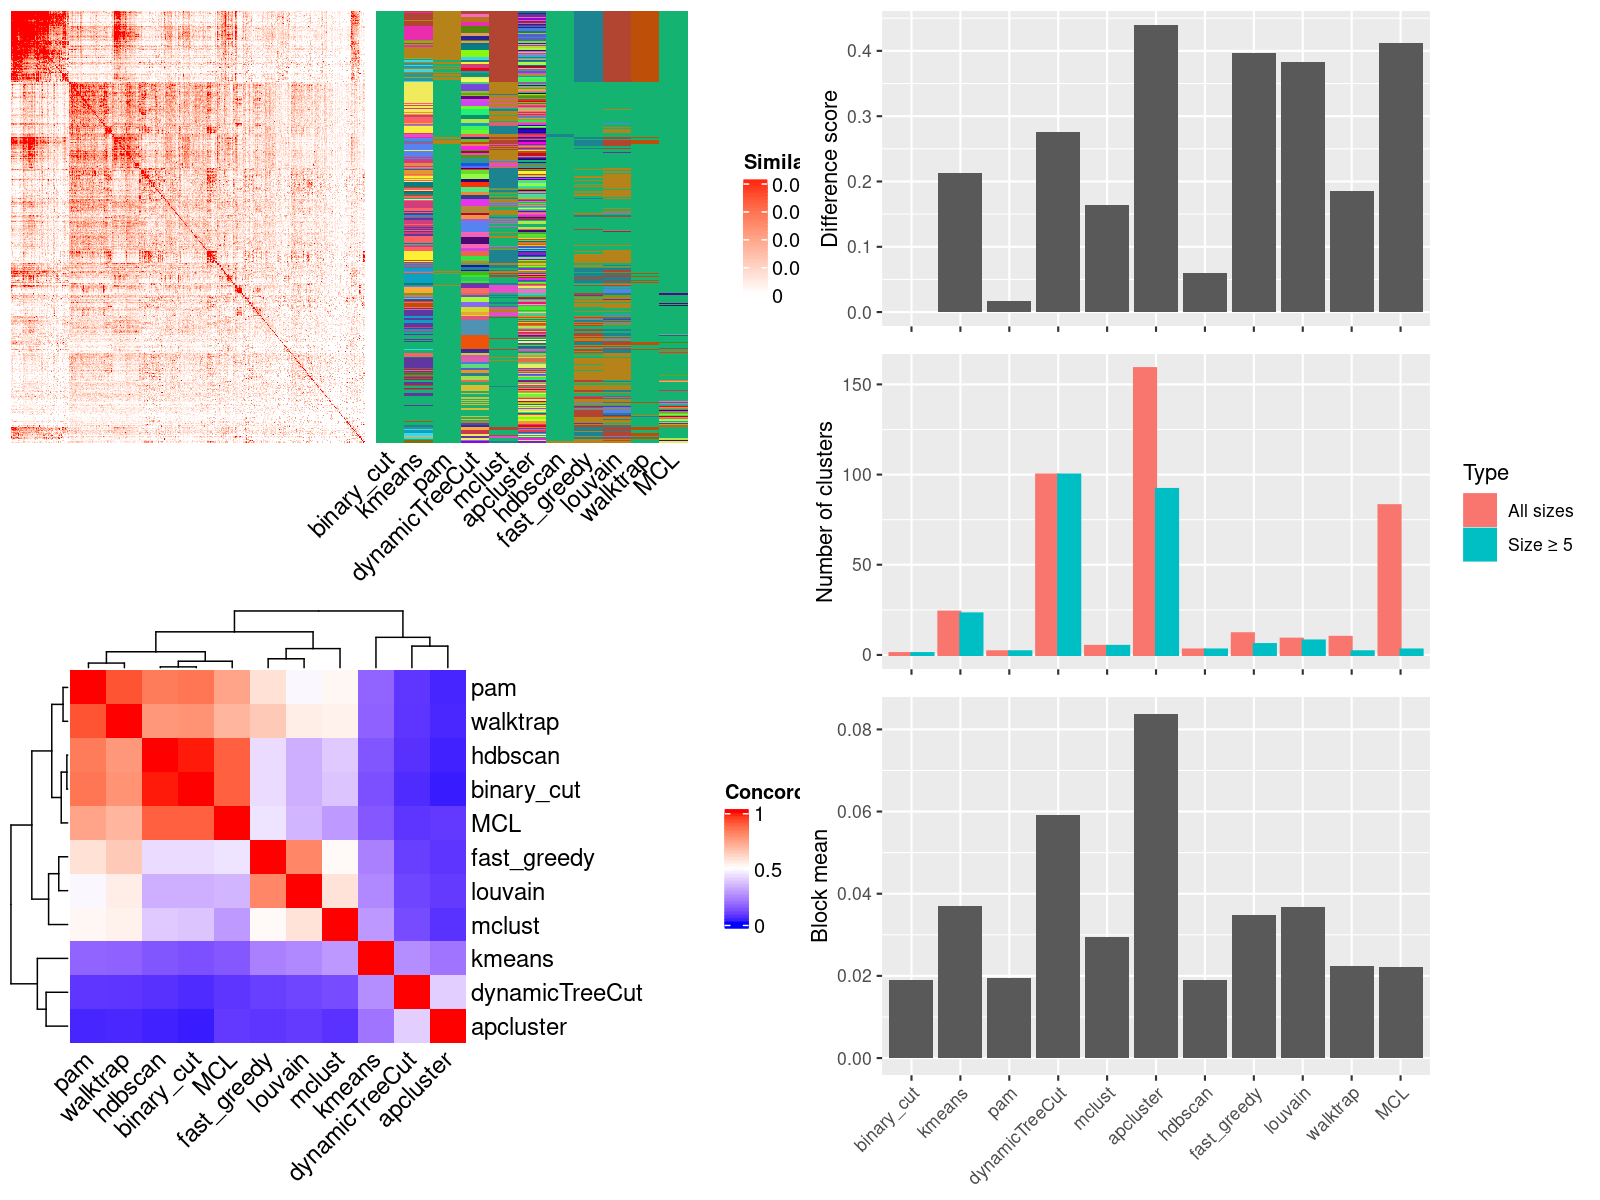 Simila
0.0
0.0
0.0
0.0
0
binary_cut
kmeans
pam
dynamicTreeCut
mclust
apcluster
hdbscan
fast_greedy
louvain
walktrap
MCL
pam
walktrap
hdbscan
binary_cut
MCL
fast_greedy
louvain
mclust
kmeans
dynamicTreeCut
apcluster
Concord
1
0.5
0
pam
walktrap
hdbscan
binary_cut
MCL
fast_greedy
louvain
mclust
kmeans
dynamicTreeCut
apcluster
Difference score
0.4
0.3
0.2
0.1
0.0
Number of clusters
150
100
50
0
Type
All sizes
Size ≥ 5
Block mean
0.08
0.06
0.04
0.02
0.00
binary_cut
kmeans
pam
dynamicTreeCut
mclust
apcluster
hdbscan
fast_greedy
louvain
walktrap
MCL